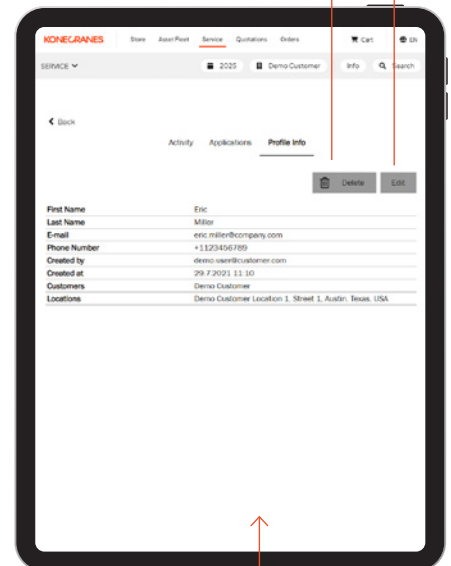 KONECRANES Store Asset Fleet Service Quotations Orders Cart EN
SERVICE 2025 Demo Customer Info Search
Back
Activity Applications Profile Info
Delete Edit
First Name Eric
Last Name Miller
E-mail eric.miller@company.com
Phone Number +1123456789
Created by demo.user@customer.com
Created at 29.7.2021 11:10
Customers Demo Customer
Locations Demo Customer Location 1, Street 1, Austin, Texas, USA